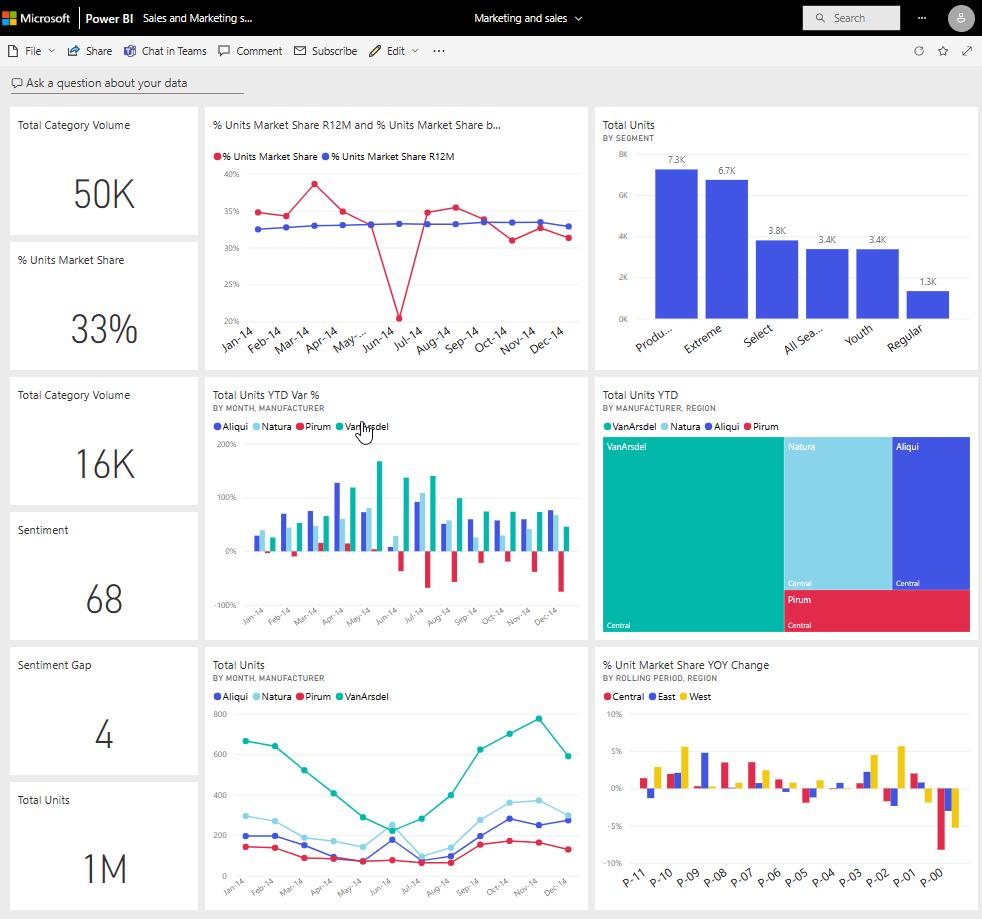 Microsoft Power BI Sales and Marketing s... Marketing and sales Search
File Share Chat in Teams Comment Subscribe Edit
Ask a question about your data
Total Category Volume
50K
% Units Market Share
33%
Total Category Volume
16K
Sentiment
68
Sentiment Gap
4
Total Units
1M
% Units Market Share R12M and % Units Market Share b...
% Units Market Share % Units Market Share R12M
40%
35%
30%
25%
20%
Jan-14 Feb-14 Mar-14 Apr-14 May-... Jun-14 Jul-14 Aug-14 Sep-14 Oct-14 Nov-14 Dec-14
Total Units
BY SEGMENT
8K
6K
4K
2K
0K
7.3K 6.7K 3.8K 3.4K 3.4K 1.3K
Produ... Extreme Select All Sea... Youth Regular
Total Units YTD Var %
BY MONTH, MANUFACTURER
Aliqui Natura Pirum VanArsdel
200%
100%
0%
-100%
Jan-14 Feb-14 Mar-14 Apr-14 May-14 Jun-14 Jul-14 Aug-14 Sep-14 Oct-14 Nov-14 Dec-14
Total Units YTD
BY MANUFACTURER, REGION
VanArsdel Natura Aliqui Pirum
VanArsdel
Central
Natura
Central
Aliqui
Central
Pirum
Central
Total Units
BY MONTH, MANUFACTURER
Aliqui Natura Pirum VanArsdel
800
600
400
200
0
Jan-14 Feb-14 Mar-14 Apr-14 May-14 Jun-14 Jul-14 Aug-14 Sep-14 Oct-14 Nov-14 Dec-14
% Unit Market Share YOY Change
BY ROLLING PERIOD, REGION
Central East West
10%
5%
0%
-5%
-10%
P-11 P-10 P-09 P-08 P-07 P-06 P-05 P-04 P-03 P-02 P-01 P-00